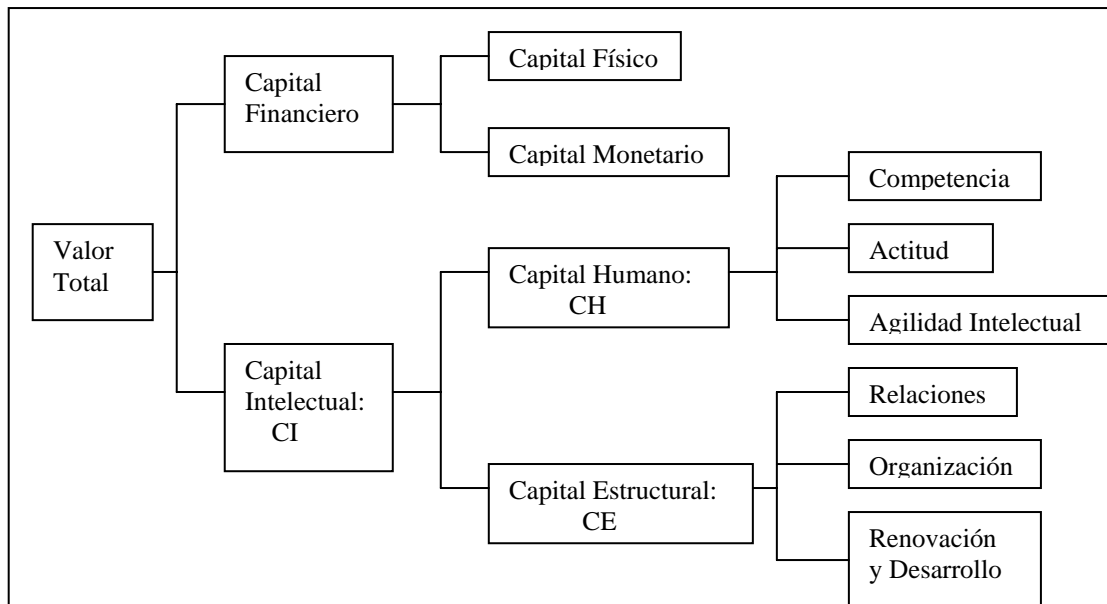 Valor
Total
Capital
Financiero
Capital Físico
Capital Monetario
Capital
Intelectual:
CI
Capital Humano:
CH
Competencia
Actitud
Agilidad Intelectual
Capital Estructural:
CE
Relaciones
Organización
Renovación
y Desarrollo